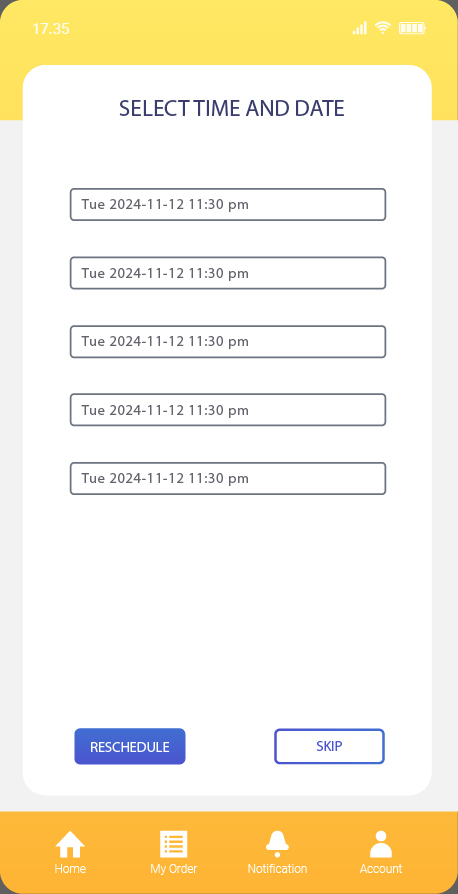 17.35
SELECT TIME AND DATE
Tue 2024-11-12 11:30 pm
Tue 2024-11-12 11:30 pm
Tue 2024-11-12 11:30 pm
Tue 2024-11-12 11:30 pm
Tue 2024-11-12 11:30 pm
RESCHEDULE
SKIP
Home
My Order
Notification
Account